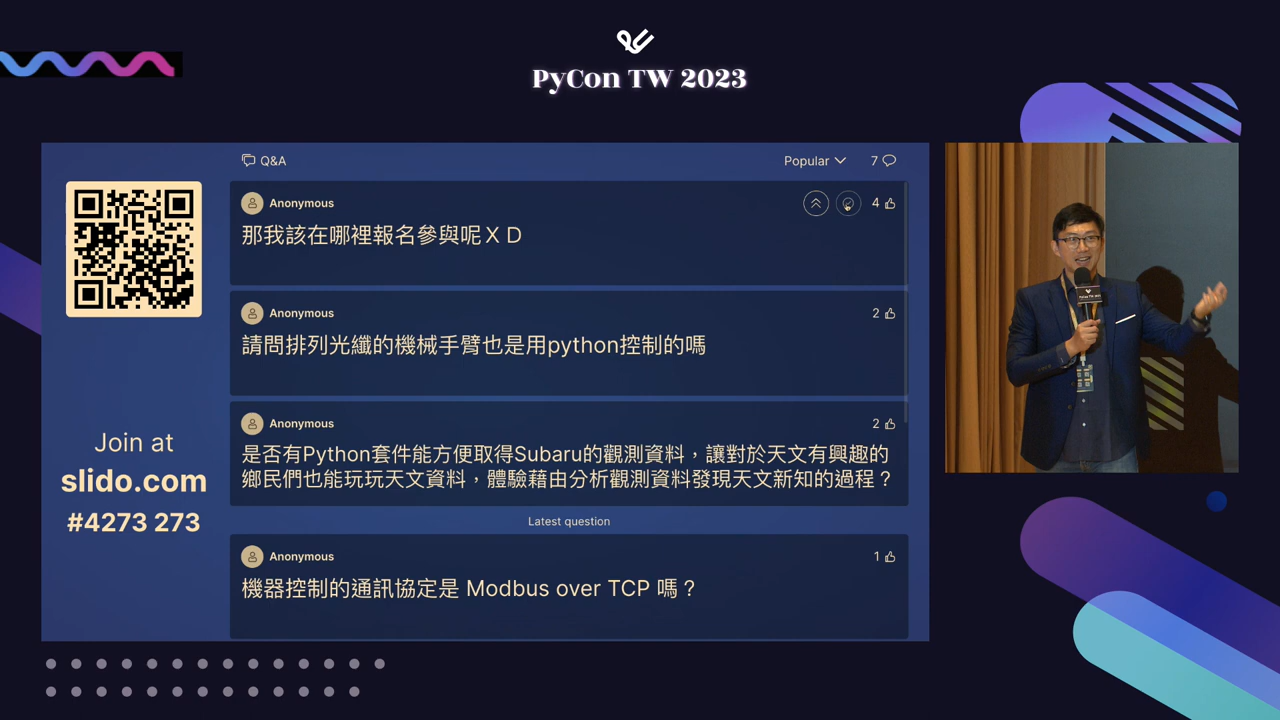 PyCon TW 2023
Q&A
Popular
7
Anonymous
4
那我該在哪裡報名參與呢ＸＤ
Anonymous
2
請問排列光纖的機械手臂也是用python控制的嗎
Anonymous
2
是否有Python套件能方便取得Subaru的觀測資料，讓對於天文有興趣的
鄉民們也能玩玩天文資料，體驗藉由分析觀測資料發現天文新知的過程？
Latest question
Anonymous
1
機器控制的通訊協定是 Modbus over TCP 嗎？
Join at
slido.com
#4273 273